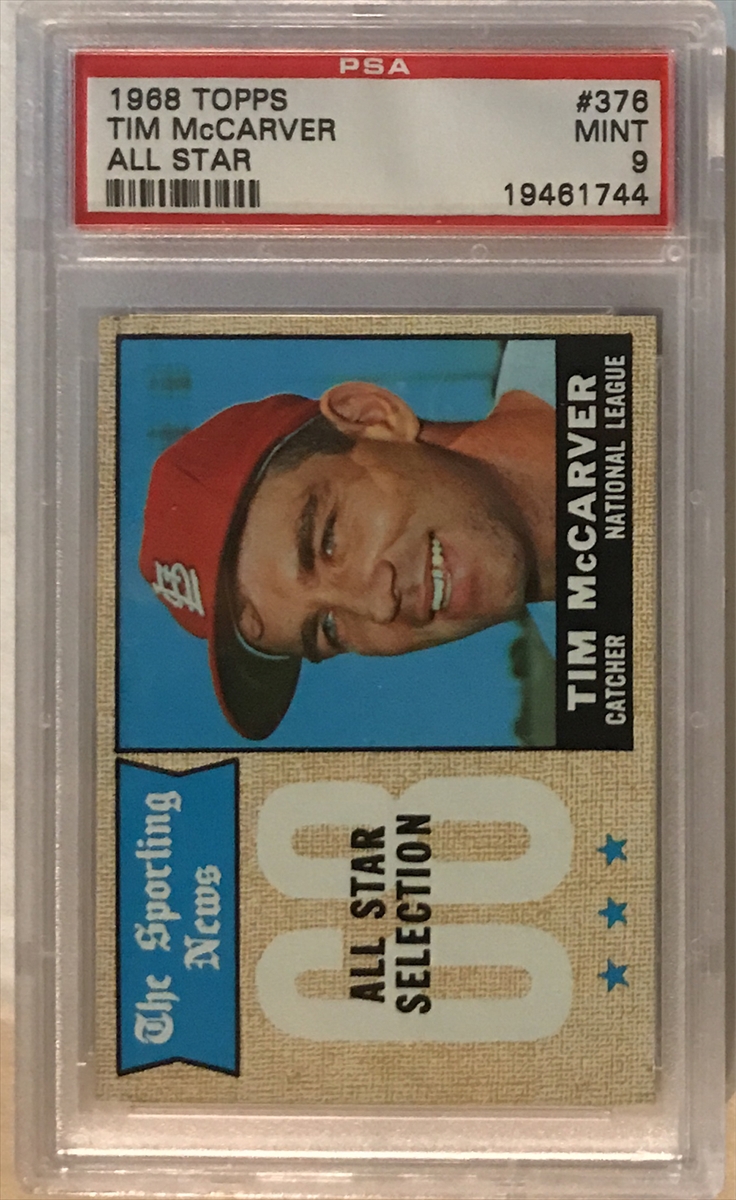 PSA
1968 TOPPS #376
TIM McCARVER MINT
ALL STAR 9
19461744
The Sporting
News
68
ALL STAR
SELECTION
TIM McCARVER
CATCHER NATIONAL LEAGUE
StL